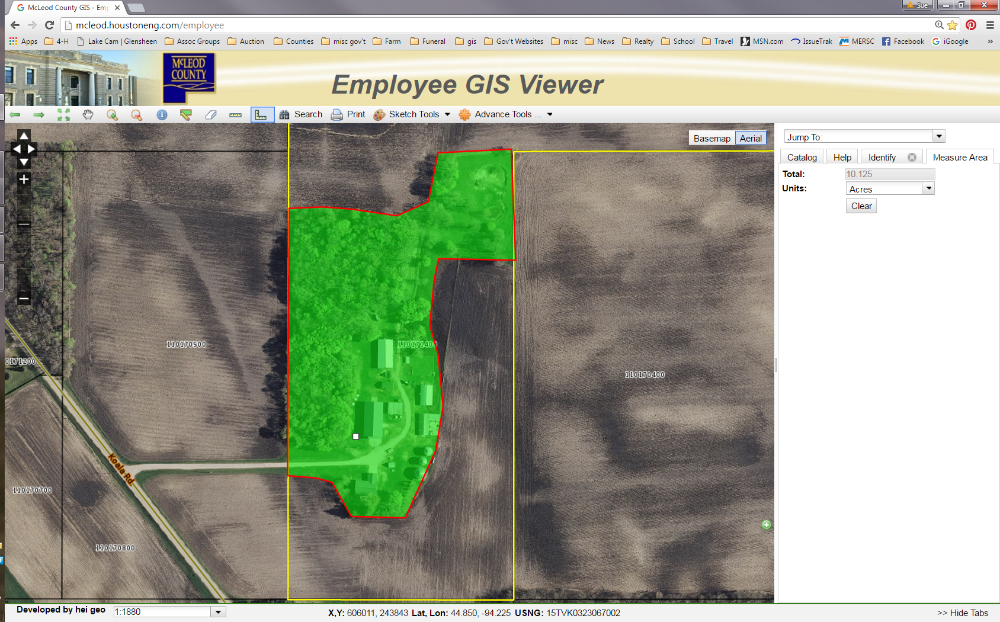 McLeod County GIS - Emp
Sue
mcleod.houstoneng.com/employee
Apps 4-H Lake Cam | Glensheen Assoc Groups Auction Counties misc gov't Farm Funeral gis Gov't Websites misc News Realty School Travel MSN.com IssueTrak MERSC Facebook iGoogle »
McLEOD
COUNTY
Employee GIS Viewer
Search Print Sketch Tools Advance Tools ...
Basemap Aerial
Jump To:
Catalog Help Identify Measure Area
Total: 10.125
Units: Acres
Clear
110170500
110171400
0171200
110170400
Koala Rd.
110170700
110170800
Developed by hei geo 1:1880 X,Y: 606011, 243843 Lat, Lon: 44.850, -94.225 USNG: 15TVK0323067002 >> Hide Tabs